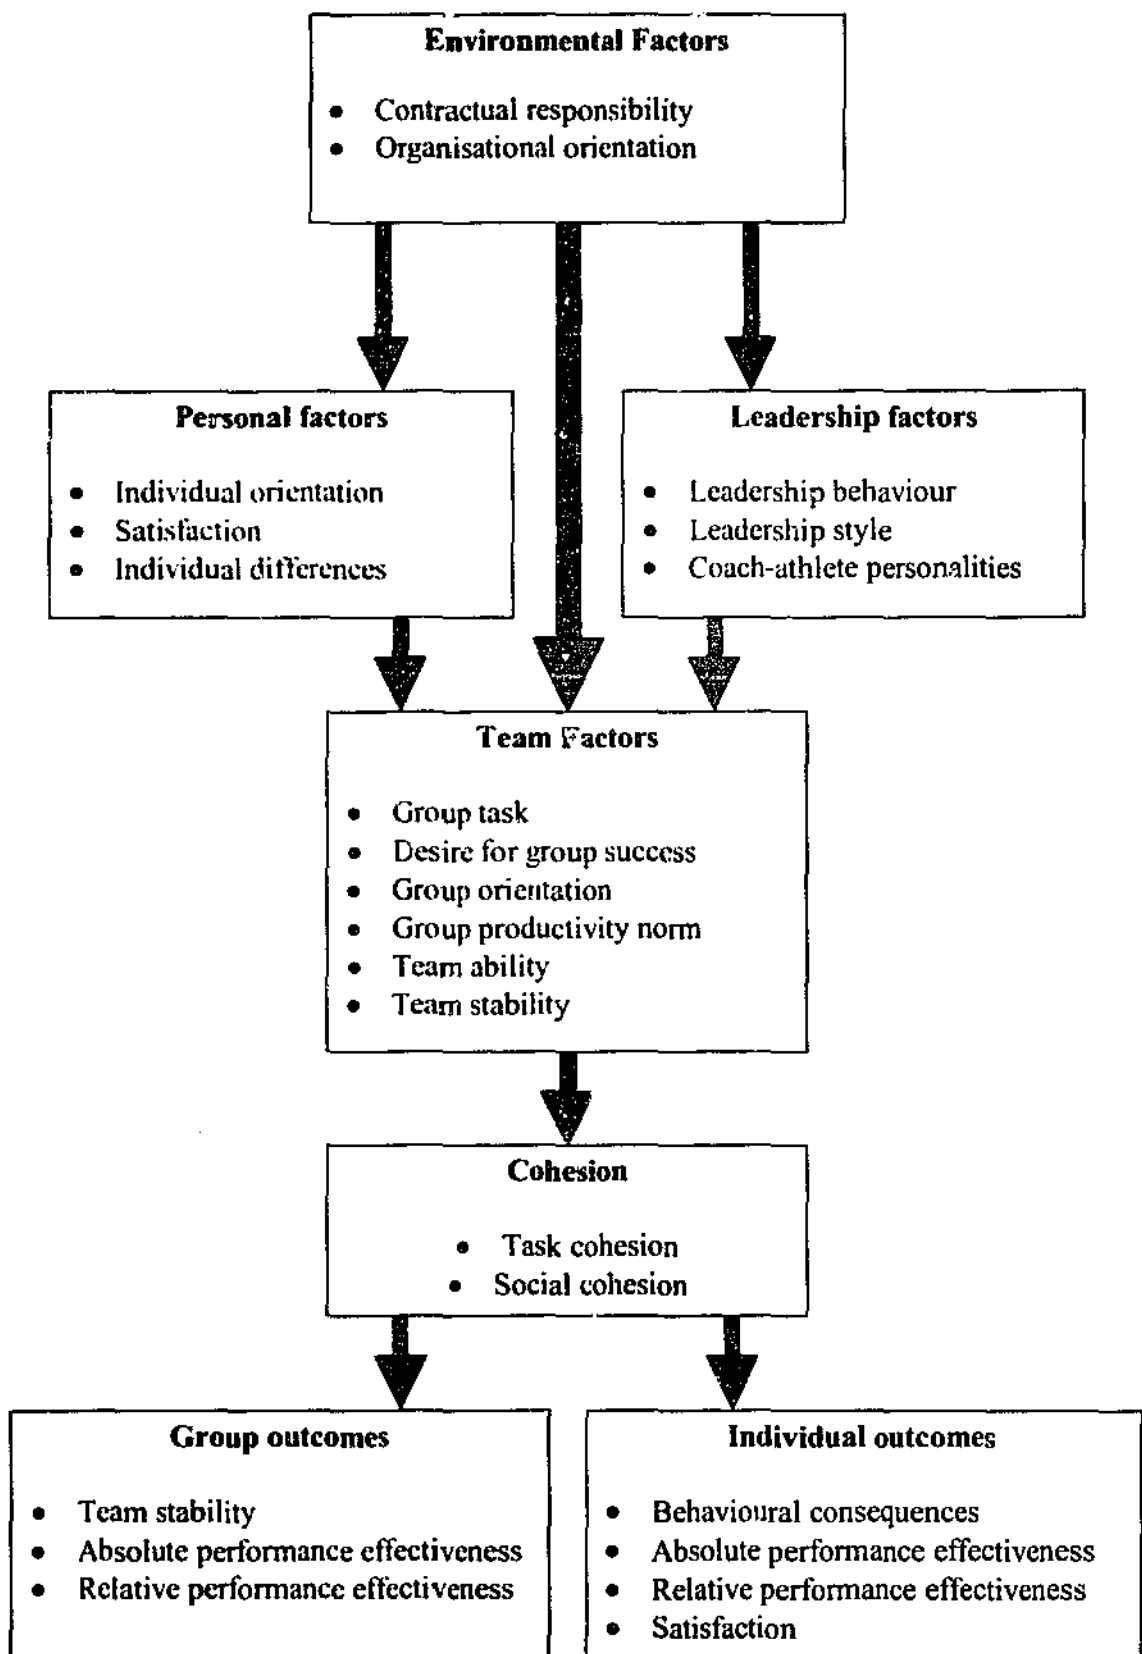 Environmental Factors
• Contractual responsibility
• Organisational orientation
Personal factors
• Individual orientation
• Satisfaction
• Individual differences
Leadership factors
• Leadership behaviour
• Leadership style
• Coach-athlete personalities
Team Factors
• Group task
• Desire for group success
• Group orientation
• Group productivity norm
• Team ability
• Team stability
Cohesion
• Task cohesion
• Social cohesion
Group outcomes
• Team stability
• Absolute performance effectiveness
• Relative performance effectiveness
Individual outcomes
• Behavioural consequences
• Absolute performance effectiveness
• Relative performance effectiveness
• Satisfaction